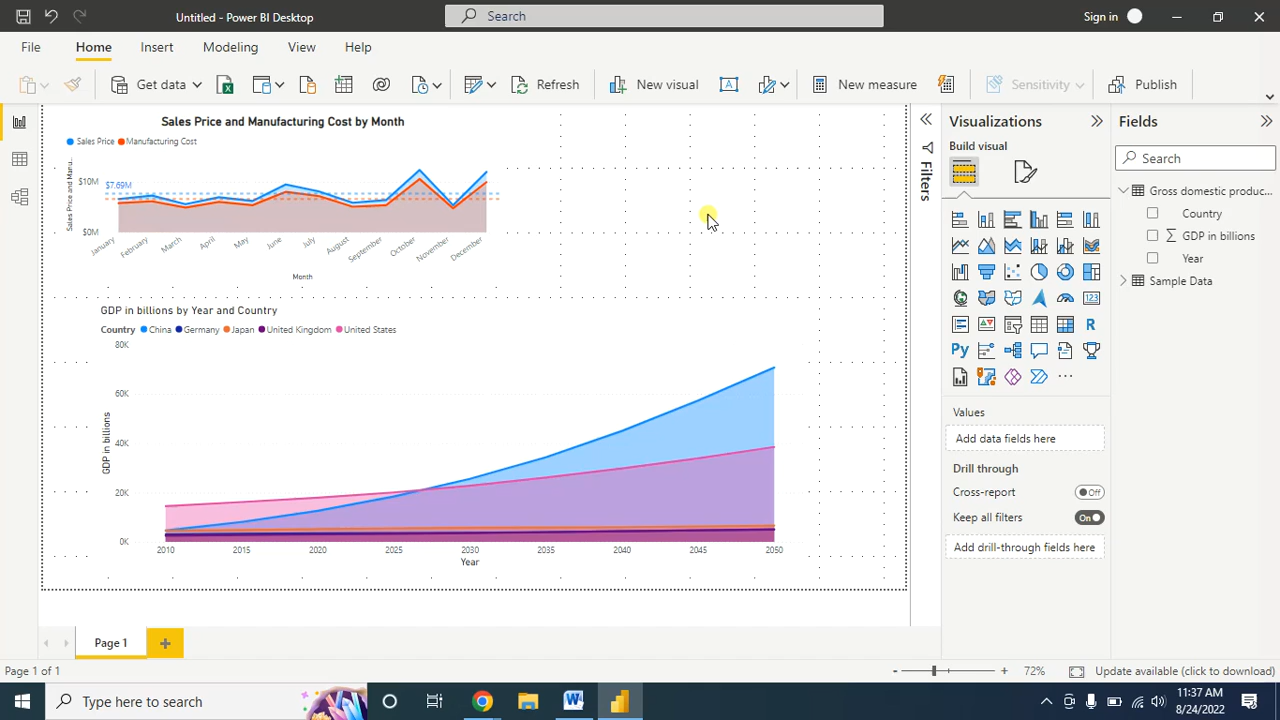 Untitled - Power BI Desktop
Search
Sign in
File
Home
Insert
Modeling
View
Help
Get data
Refresh
New visual
New measure
Sensitivity
Publish
Sales Price and Manufacturing Cost by Month
Sales Price
Manufacturing Cost
Sales Price and Manu...
$10M
$0M
$7.69M
January
February
March
April
May
June
July
August
September
October
November
December
Month
GDP in billions by Year and Country
Country
China
Germany
Japan
United Kingdom
United States
GDP in billions
80K
60K
40K
20K
0K
2010
2015
2020
2025
2030
2035
2040
2045
2050
Year
Filters
Visualizations
Build visual
123
R
Py
Values
Add data fields here
Drill through
Cross-report
Off
Keep all filters
On
Add drill-through fields here
Fields
Search
Gross domestic produc...
Country
GDP in billions
Year
Sample Data
Page 1
Page 1 of 1
72%
Update available (click to download)
Type here to search
11:37 AM
8/24/2022